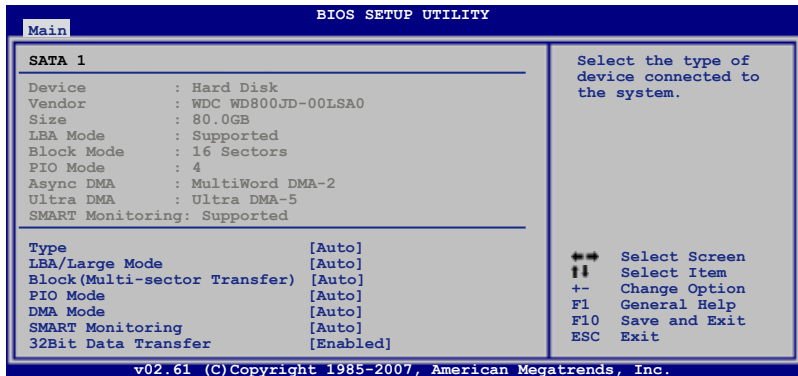 BIOS SETUP UTILITY
Main
SATA 1
Device : Hard Disk
Vendor : WDC WD800JD-00LSA0
Size : 80.0GB
LBA Mode : Supported
Block Mode : 16 Sectors
PIO Mode : 4
Async DMA : MultiWord DMA-2
Ultra DMA : Ultra DMA-5
SMART Monitoring: Supported
Type [Auto]
LBA/Large Mode [Auto]
Block(Multi-sector Transfer) [Auto]
PIO Mode [Auto]
DMA Mode [Auto]
SMART Monitoring [Auto]
32Bit Data Transfer [Enabled]
Select the type of
device connected to
the system.
Select Screen
Select Item
+- Change Option
F1 General Help
F10 Save and Exit
ESC Exit
v02.61 (C)Copyright 1985-2007, American Megatrends, Inc.